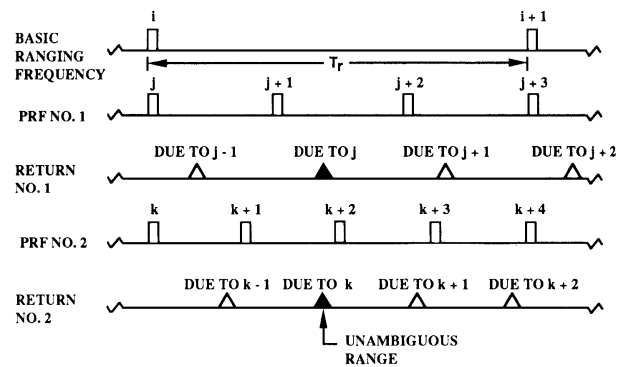 i i + 1
BASIC
RANGING
FREQUENCY
Tr
j j + 1 j + 2 j + 3
PRF NO. 1
DUE TO j - 1 DUE TO j DUE TO j + 1 DUE TO j + 2
RETURN
NO. 1
k k + 1 k + 2 k + 3 k + 4
PRF NO. 2
DUE TO k - 1 DUE TO k DUE TO k + 1 DUE TO k + 2
RETURN
NO. 2
UNAMBIGUOUS
RANGE